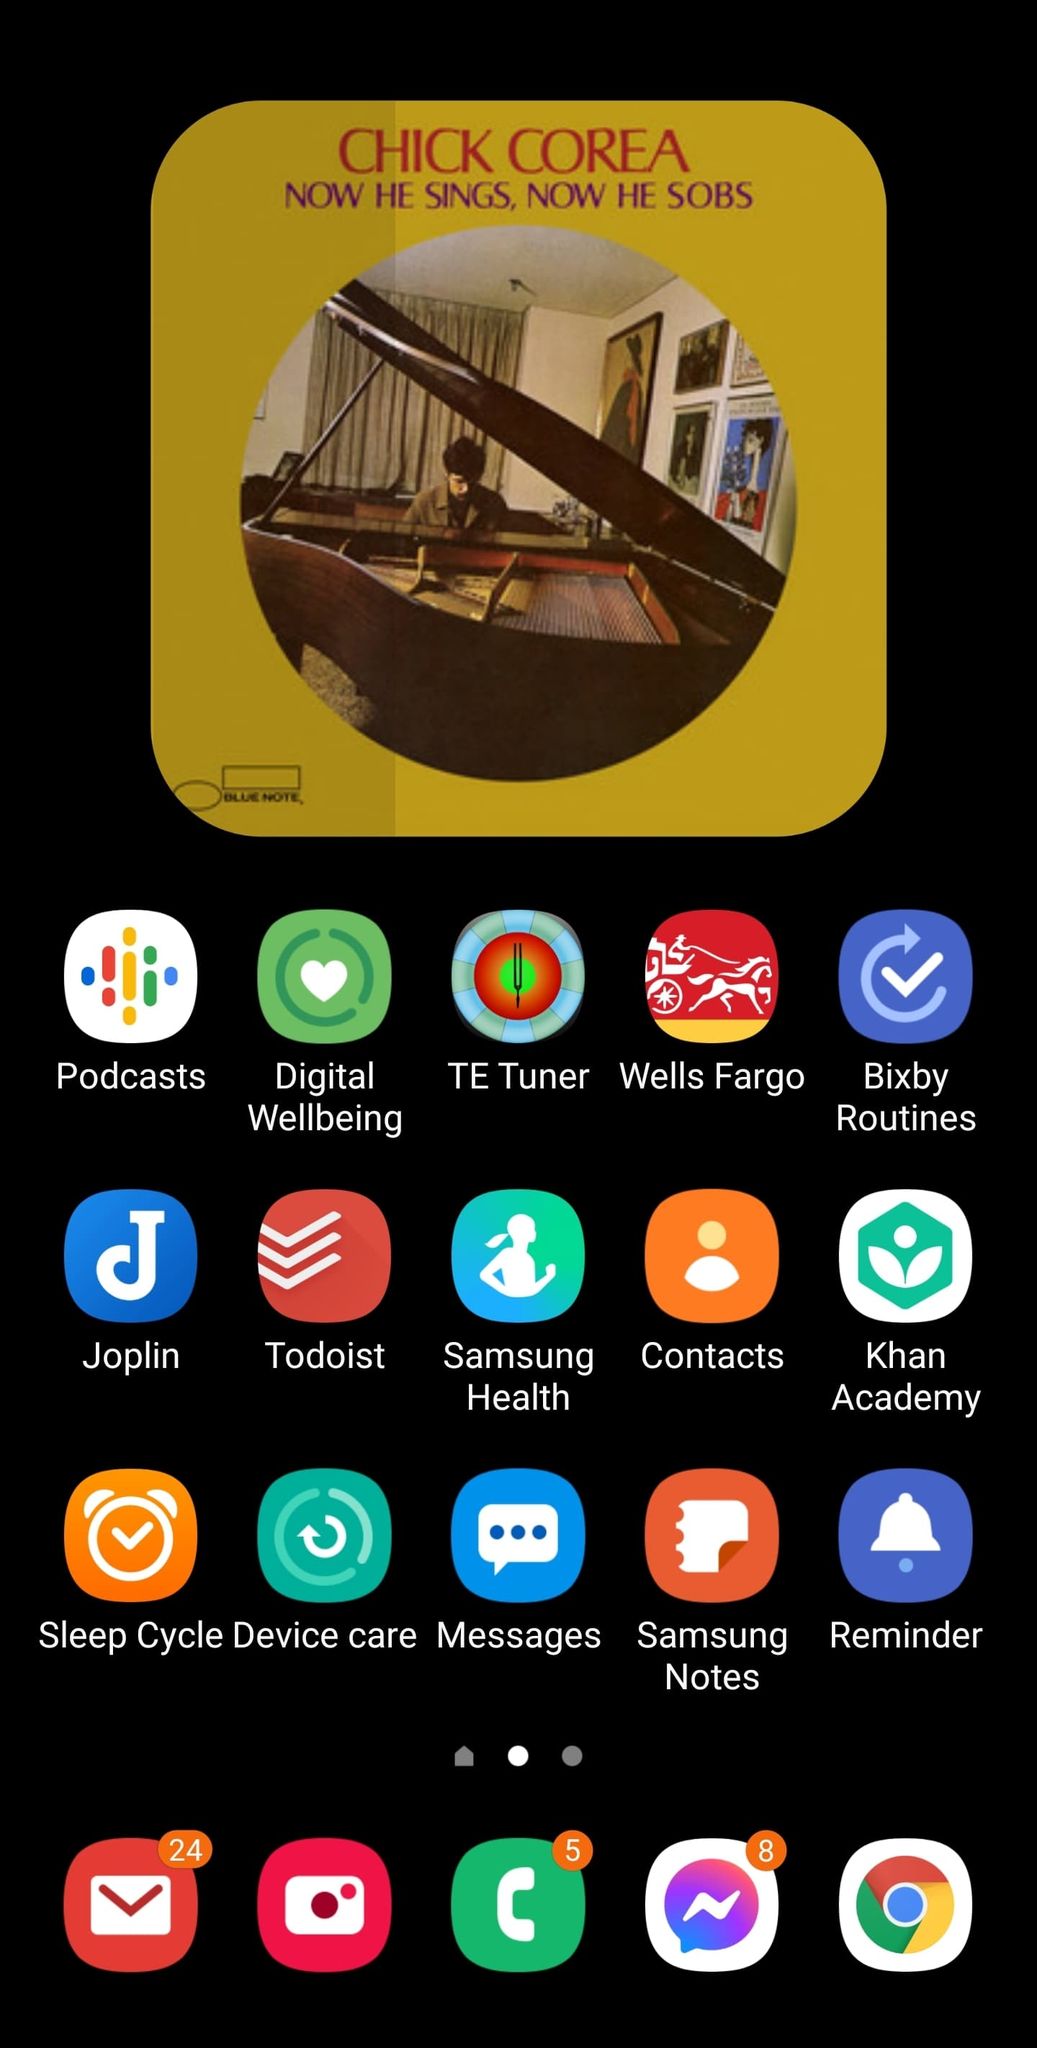 CHICK COREA
NOW HE SINGS, NOW HE SOBS
BLUE NOTE
Podcasts
Digital
Wellbeing
TE Tuner
Wells Fargo
Bixby
Routines
Joplin
Todoist
Samsung
Health
Contacts
Khan
Academy
Sleep Cycle
Device care
Messages
Samsung
Notes
Reminder
24
5
8